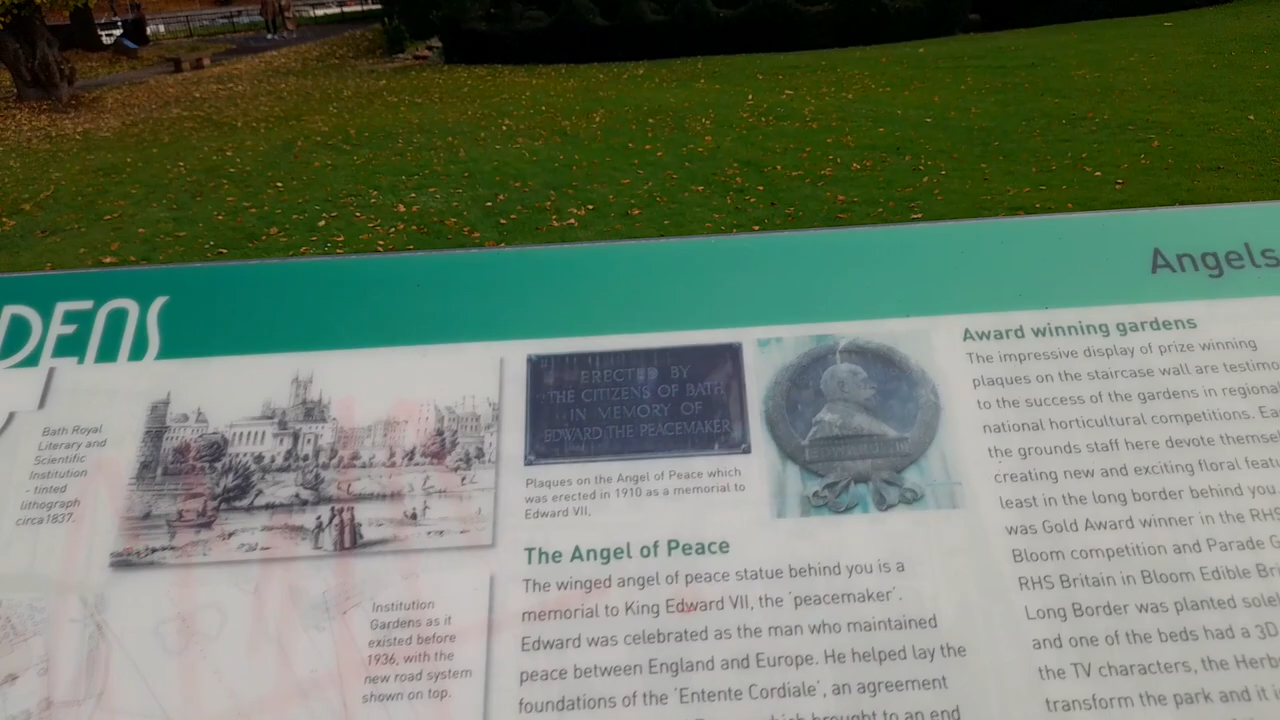 DENS
Angels
Bath Royal
Literary and
Scientific
Institution
- tinted
lithograph
circa1837.
ERECTED BY
THE CITIZENS OF BATH
IN MEMORY OF
EDWARD THE PEACEMAKER
Plaques on the Angel of Peace which
was erected in 1910 as a memorial to
Edward VII.
EDWARD VII
Institution
Gardens as it
existed before
1936, with the
new road system
shown on top.
The Angel of Peace
The winged angel of peace statue behind you is a
memorial to King Edward VII, the 'peacemaker'.
Edward was celebrated as the man who maintained
peace between England and Europe. He helped lay the
foundations of the 'Entente Cordiale', an agreement
which brought to an end
Award winning gardens
The impressive display of prize winning
plaques on the staircase wall are testimo
to the success of the gardens in regional
national horticultural competitions. Ea
the grounds staff here devote themse
creating new and exciting floral featu
least in the long border behind you
was Gold Award winner in the RHS
Bloom competition and Parade G
RHS Britain in Bloom Edible Bri
Long Border was planted sole
and one of the beds had a 3D
the TV characters, the Herb
transform the park and it i